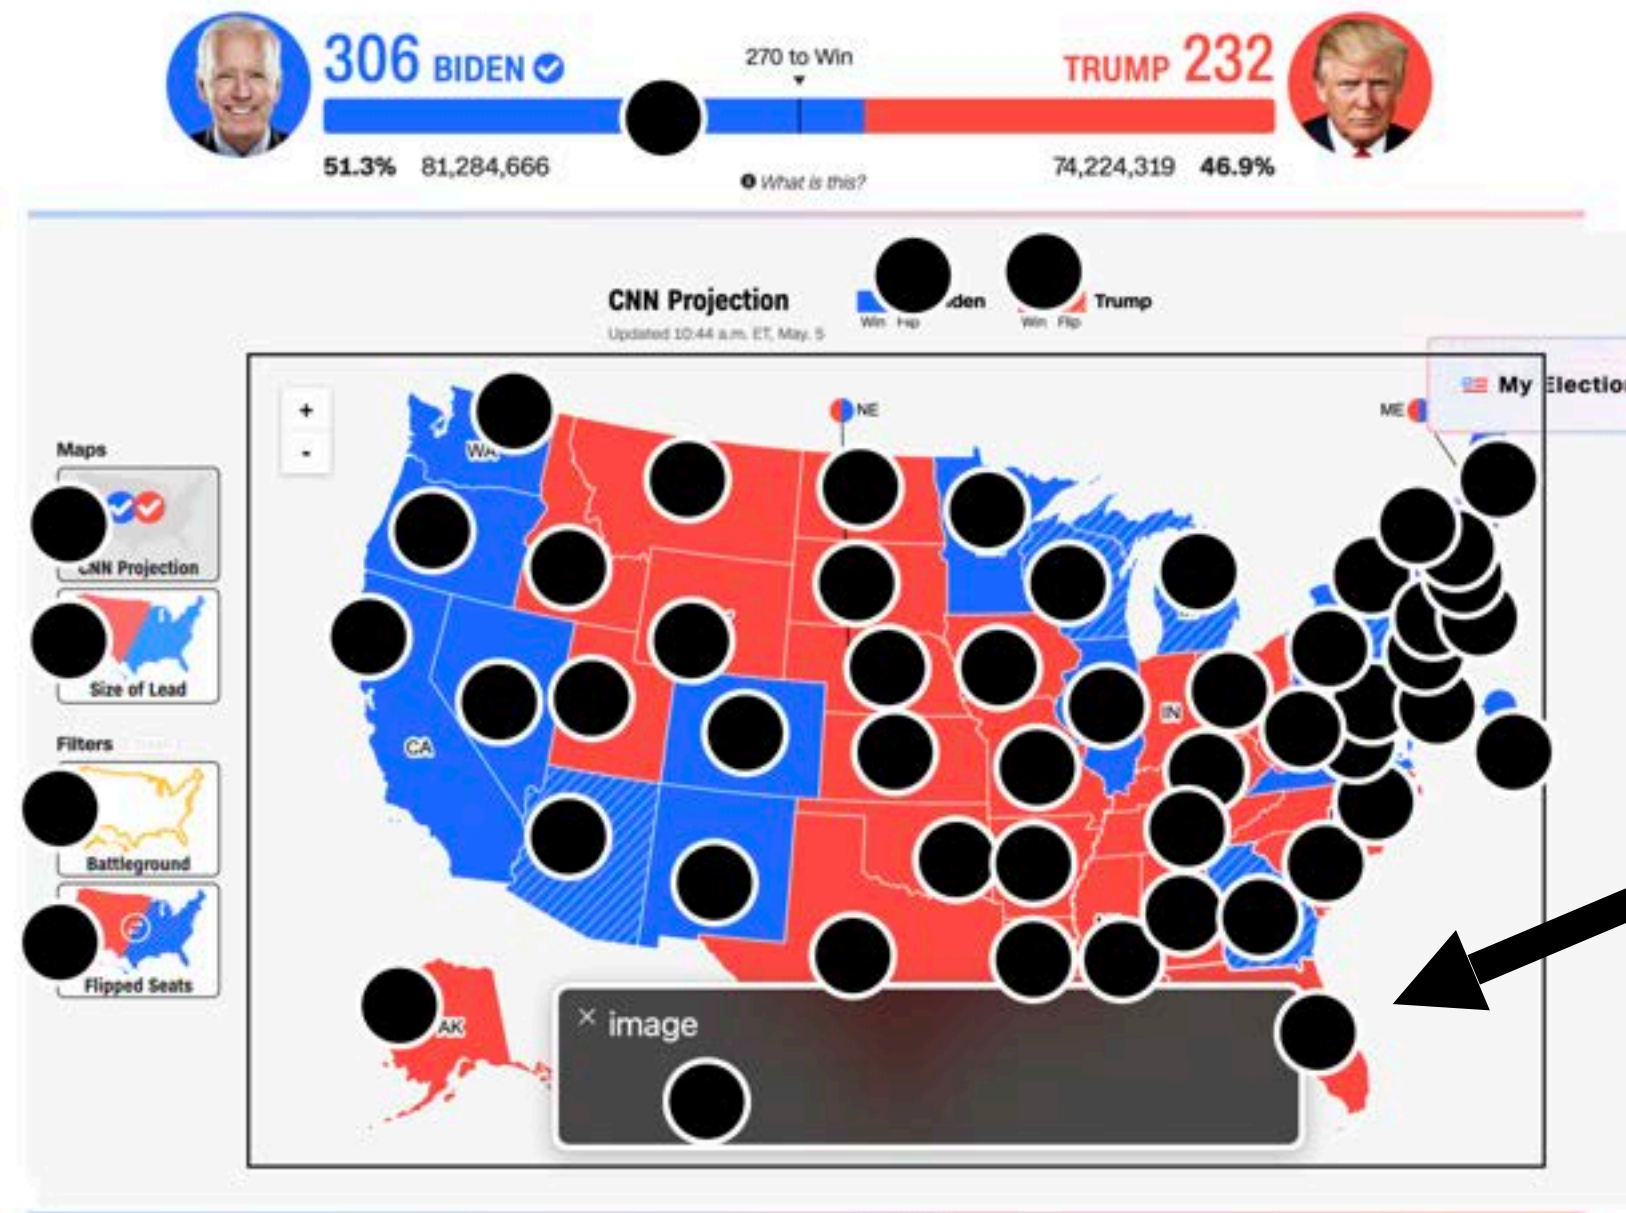 306 BIDEN
270 to Win
TRUMP 232
51.3% 81,284,666
What is this?
74,224,319 46.9%
CNN Projection
Updated 10:44 a.m. ET, May. 5
Win
Trump
Win Flip
My Election
+
-
NE
ME
WA
CA
IN
AK
Maps
CNN Projection
Size of Lead
Filters
Battleground
Flipped Seats
× image